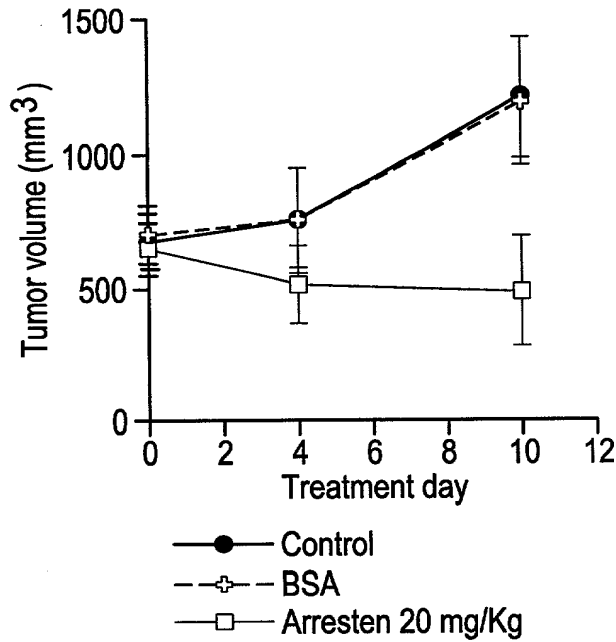 1500
1000
500
0
Tumor volume (mm3)
0 2 4 6 8 10 12
Treatment day
Control
BSA
Arresten 20 mg/Kg